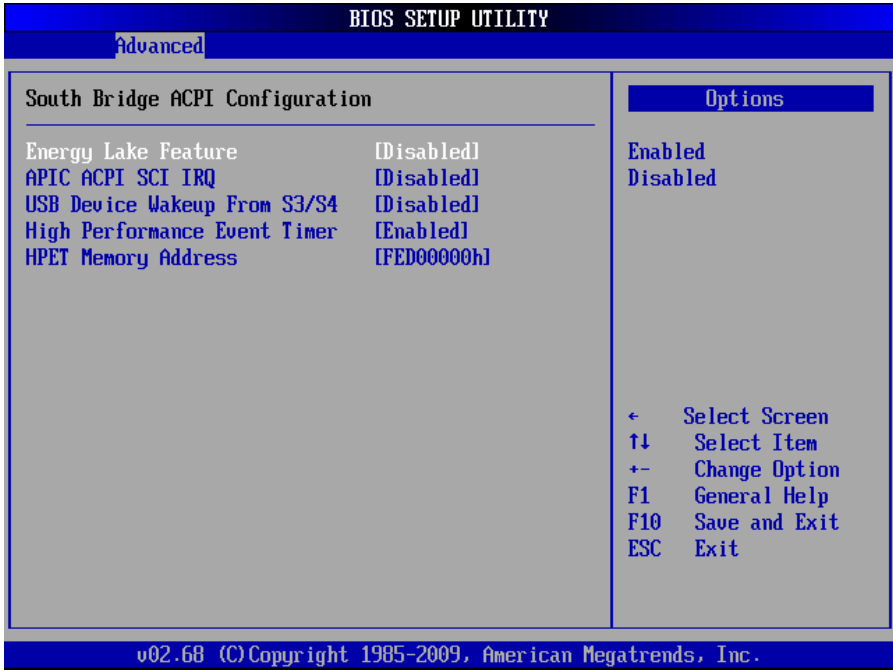 BIOS SETUP UTILITY
Advanced
South Bridge ACPI Configuration
Energy Lake Feature [Disabled]
APIC ACPI SCI IRQ [Disabled]
USB Device Wakeup From S3/S4 [Disabled]
High Performance Event Timer [Enabled]
HPET Memory Address [FED00000h]
Options
Enabled
Disabled
← Select Screen
↑↓ Select Item
+- Change Option
F1 General Help
F10 Save and Exit
ESC Exit
v02.68 (C)Copyright 1985-2009, American Megatrends, Inc.